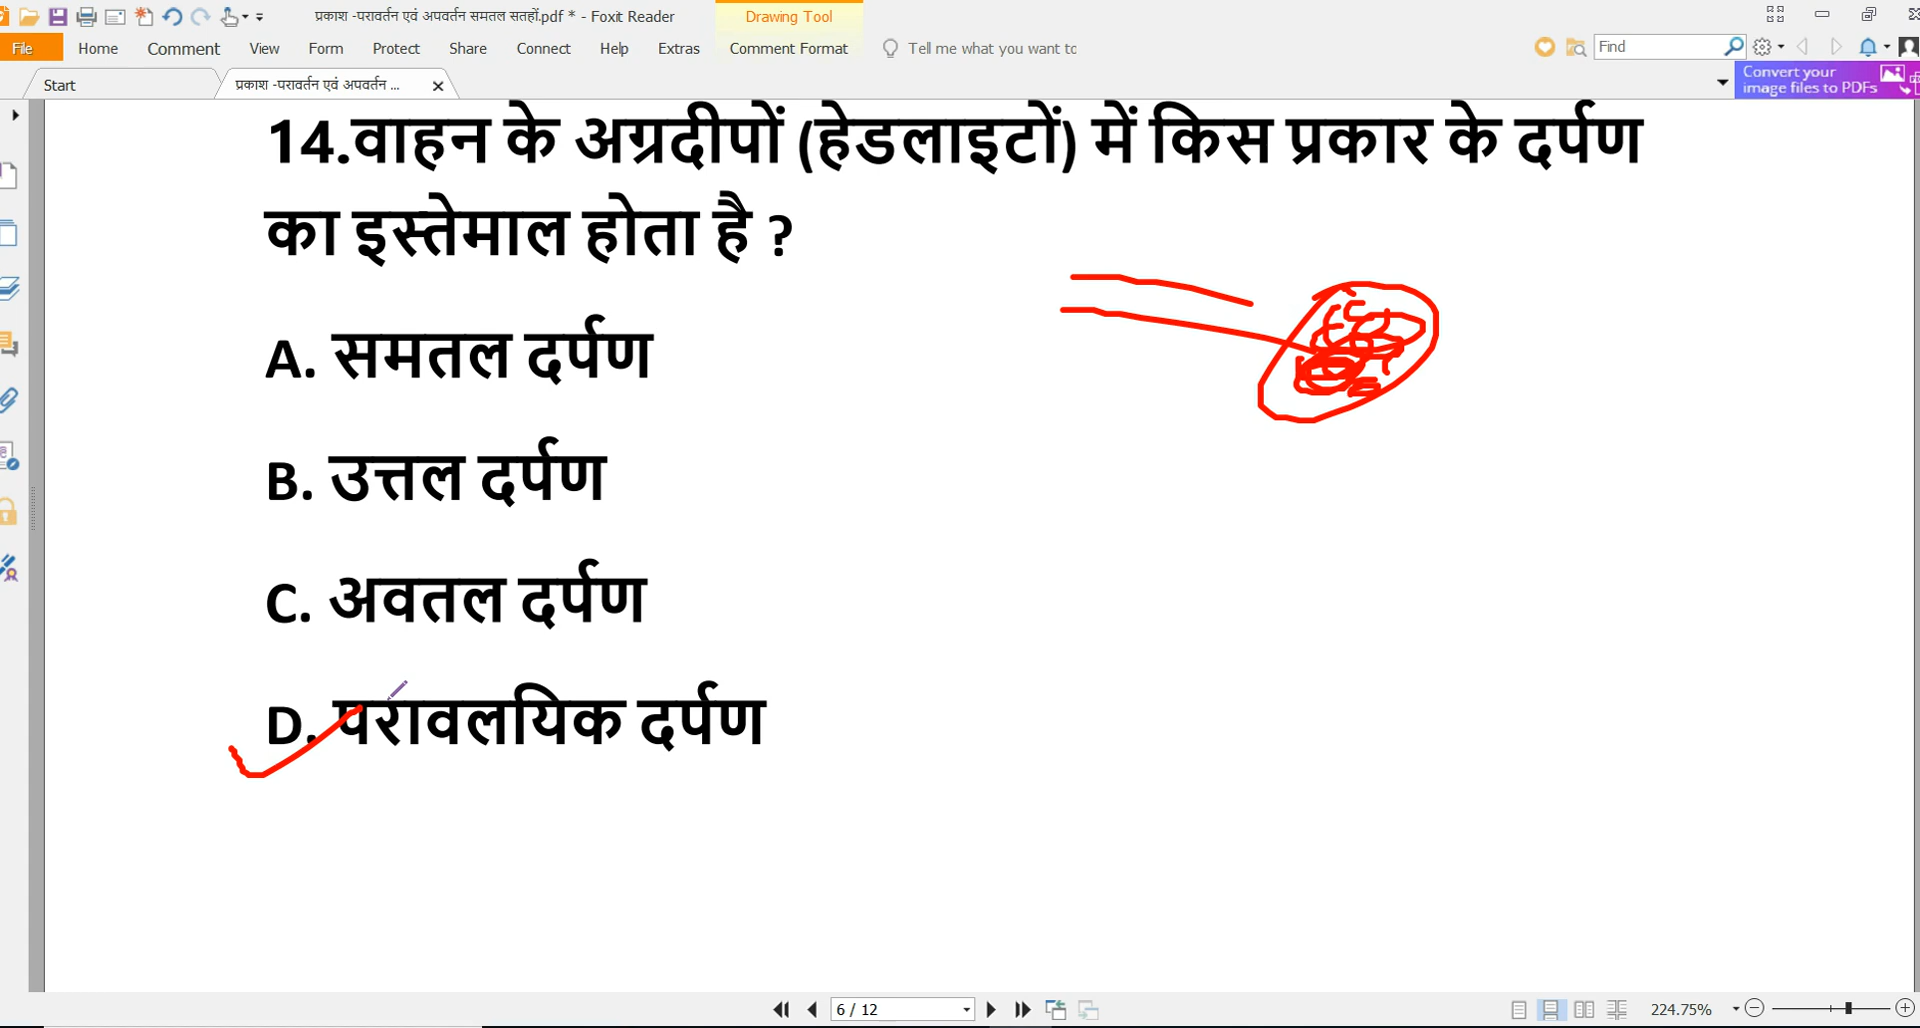 प्रकाश -परावर्तन एवं अपवर्तन समतल सतहों.pdf * - Foxit Reader
Drawing Tool
File Home Comment View Form Protect Share Connect Help Extras Comment Format Tell me what you want to Find
Start प्रकाश -परावर्तन एवं अपवर्तन ...
Convert your
image files to PDFs
14.वाहन के अग्रदीपों (हेडलाइटों) में किस प्रकार के दर्पण
का इस्तेमाल होता है ?
A. समतल दर्पण
B. उत्तल दर्पण
C. अवतल दर्पण
D. परावलयिक दर्पण
6 / 12
224.75%